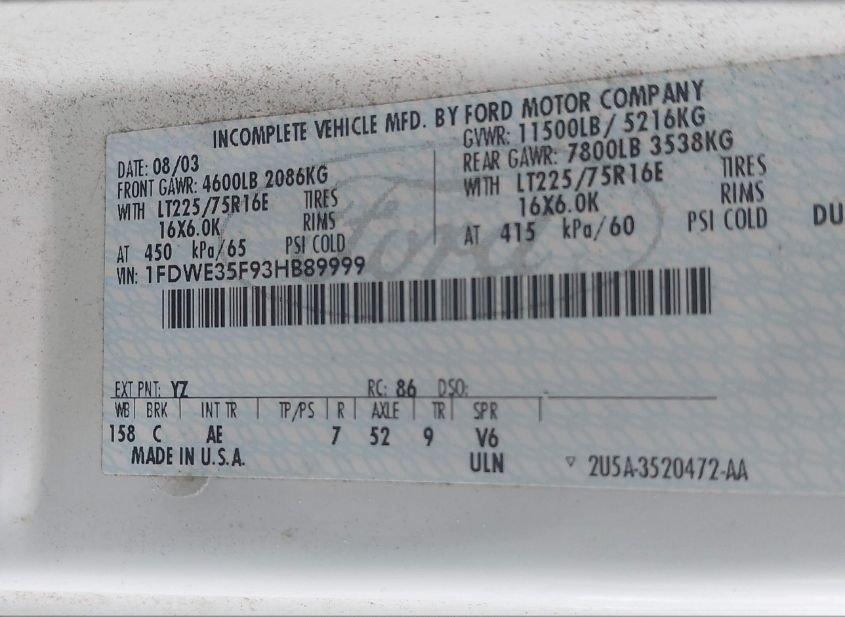 INCOMPLETE VEHICLE MFD. BY FORD MOTOR COMPANY
DATE: 08/03
FRONT GAWR: 4600LB 2086KG
WITH LT225/75R16E TIRES
16X6.0K RIMS
AT 450 kPa/65 PSI COLD
GVWR: 11500LB/ 5216KG
REAR GAWR: 7800LB 3538KG
WITH LT225/75R16E TIRES
16X6.0K RIMS
AT 415 kPa/60 PSI COLD
DU
VIN: 1FDWE35F93HB89999
Ford
EXT PNT: YZ RC: 86 DSO:
WB BRK INT TR TP/PS R AXLE TR SPR
158 C AE 7 52 9 V6
MADE IN U.S.A. ULN
2U5A-3520472-AA